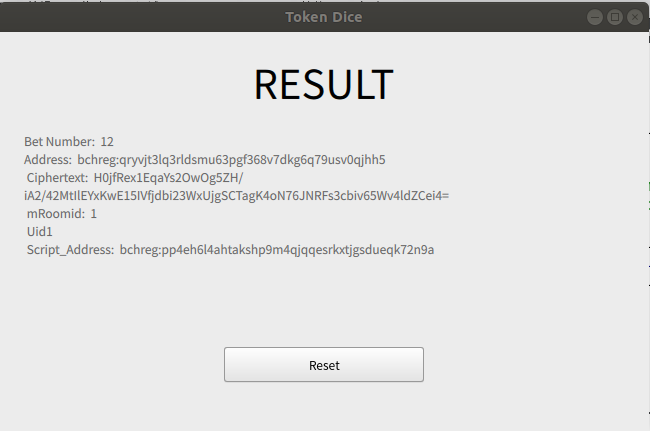 Token Dice
RESULT
Bet Number: 12
Address: bchreg:qryvjt3lq3rldsmu63pgf368v7dkg6q79usv0qjhh5
Ciphertext: H0jfRex1EqaYs2OwOg5ZH/
iA2/42MtIlEYxKwE15IVfjdbi23WxUjgSCTagK4oN76JNRFs3cbiv65Wv4ldZCei4=
mRoomid: 1
Uid1
Script_Address: bchreg:pp4eh6l4ahtakshp9m4qjqqesrkxtjgsdueqk72n9a
Reset